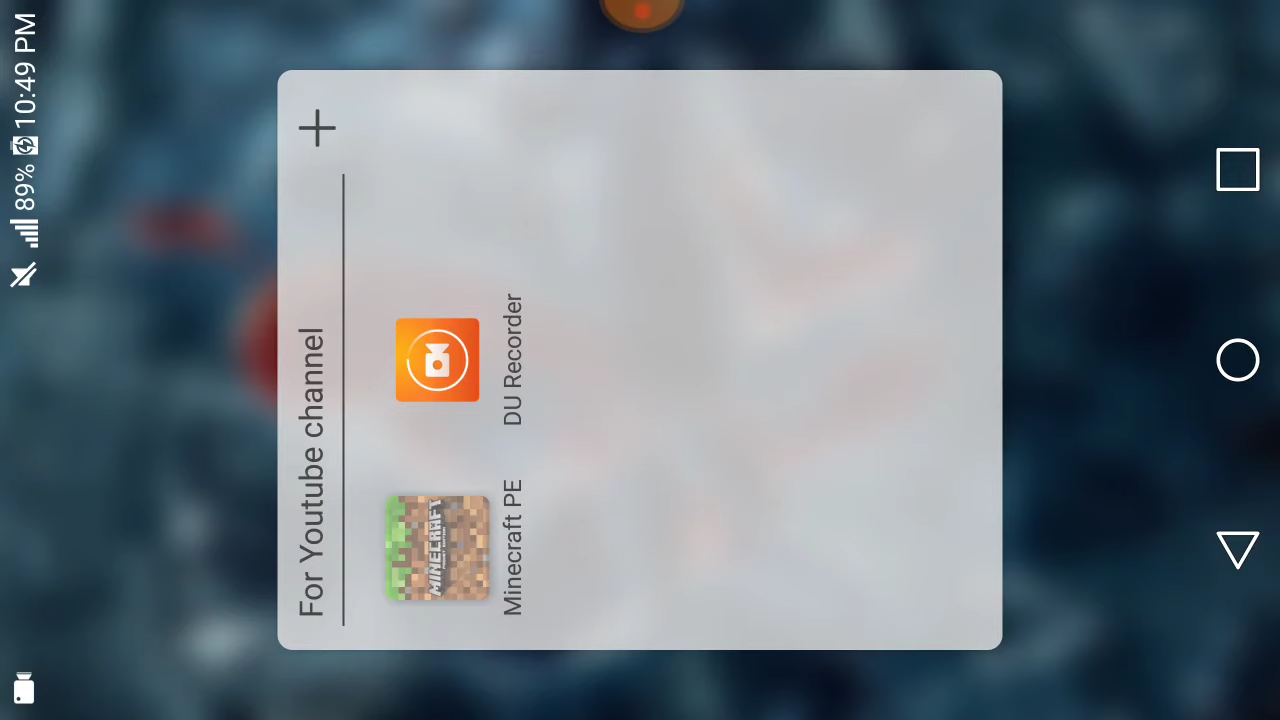 89% 10:49 PM
For Youtube channel
MINECRAFT
Minecraft PE
DU Recorder